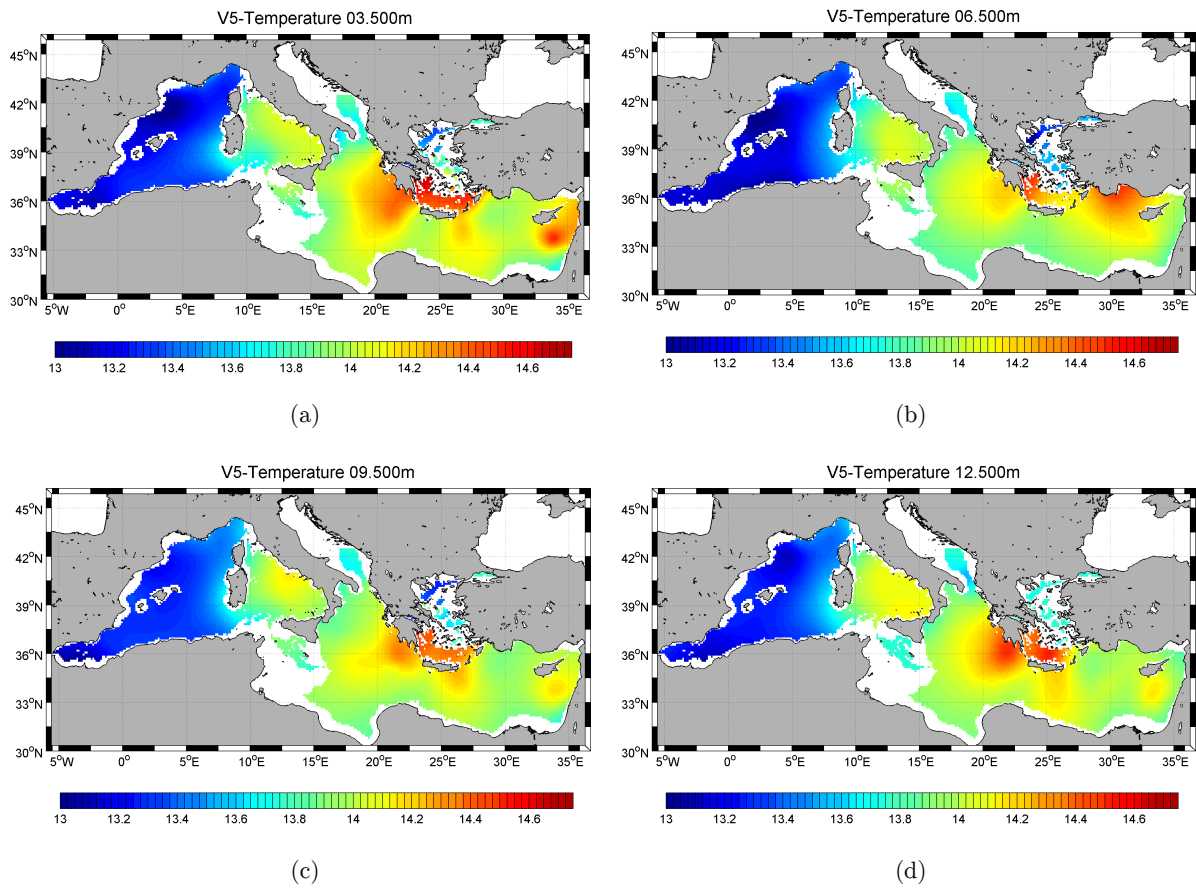 V5-Temperature 03.500m
45°N
42°N
39°N
36°N
33°N
30°N
5°W 0° 5°E 10°E 15°E 20°E 25°E 30°E 35°E
13 13.2 13.4 13.6 13.8 14 14.2 14.4 14.6
(a)
V5-Temperature 06.500m
45°N
42°N
39°N
36°N
33°N
30°N
5°W 0° 5°E 10°E 15°E 20°E 25°E 30°E 35°E
13 13.2 13.4 13.6 13.8 14 14.2 14.4 14.6
(b)
V5-Temperature 09.500m
45°N
42°N
39°N
36°N
33°N
30°N
5°W 0° 5°E 10°E 15°E 20°E 25°E 30°E 35°E
13 13.2 13.4 13.6 13.8 14 14.2 14.4 14.6
(c)
V5-Temperature 12.500m
45°N
42°N
39°N
36°N
33°N
30°N
5°W 0° 5°E 10°E 15°E 20°E 25°E 30°E 35°E
13 13.2 13.4 13.6 13.8 14 14.2 14.4 14.6
(d)